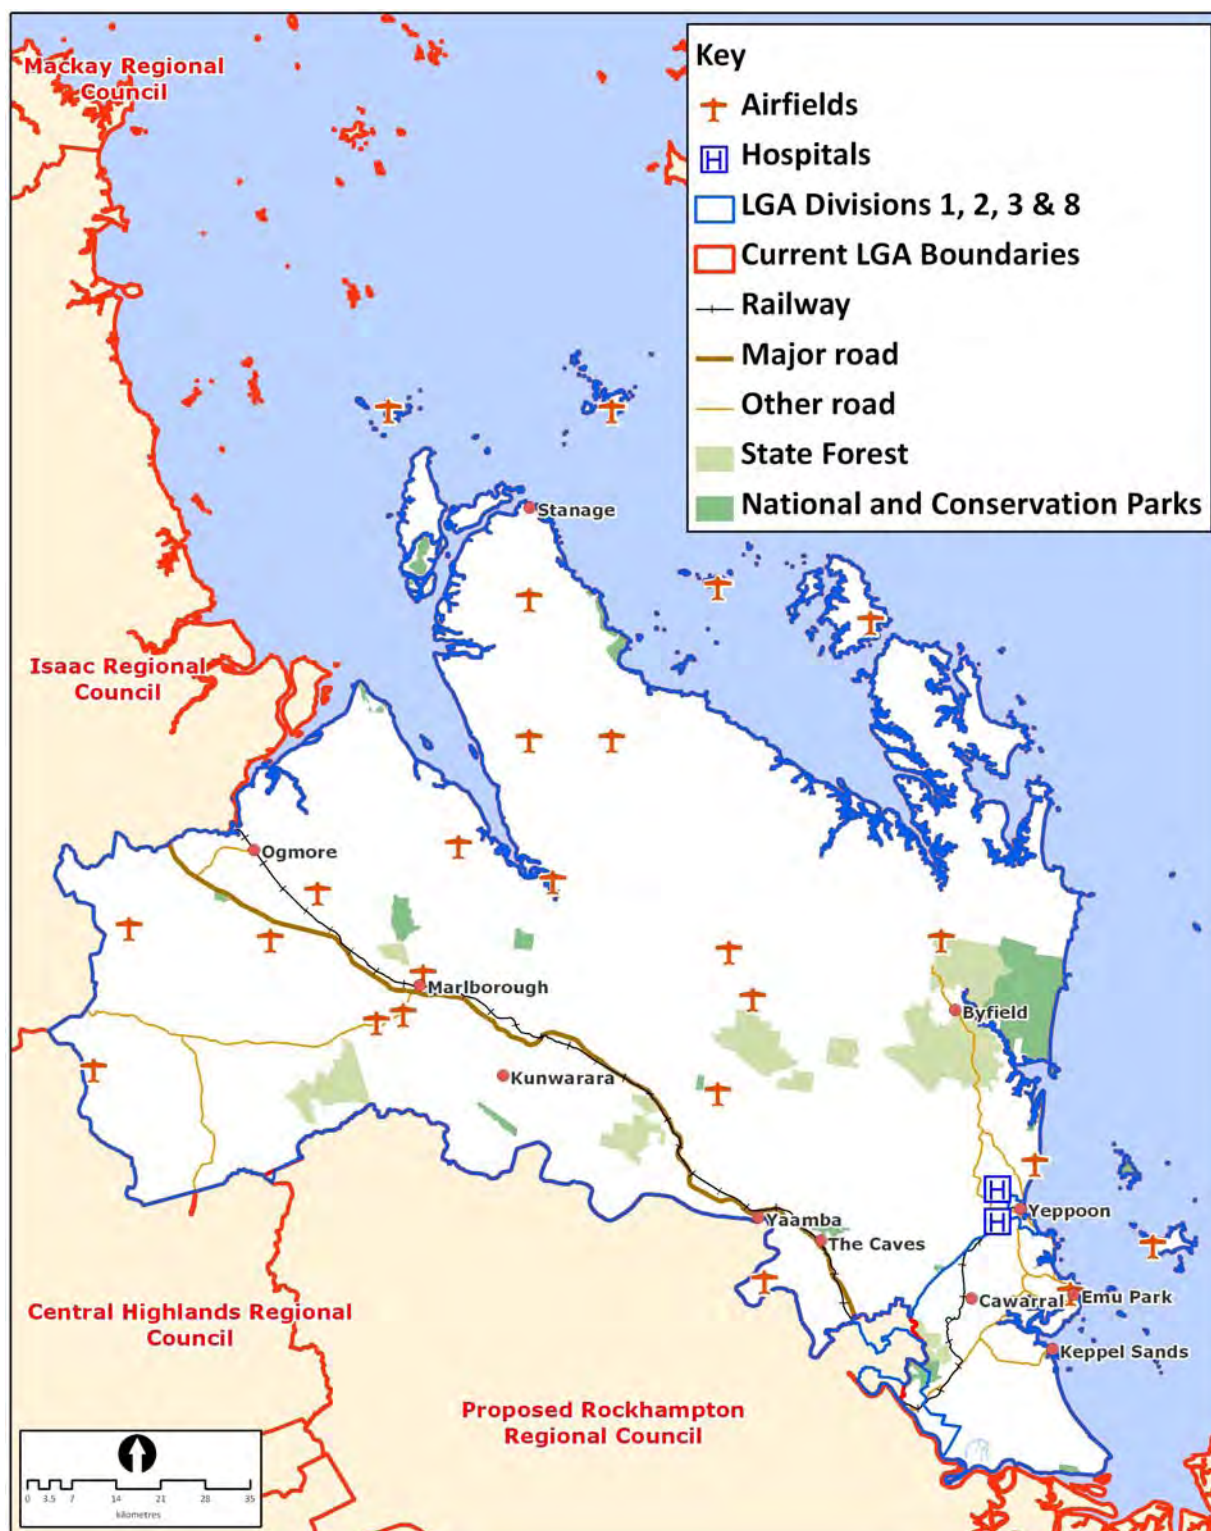 Key
Airfields
H
Hospitals
LGA Divisions 1, 2, 3 & 8
Current LGA Boundaries
Railway
Major road
Other road
State Forest
National and Conservation Parks
Mackay Regional
Council
Stanage
Isaac Regional
Council
Ogmore
Marlborough
Byfield
Kunwarara
H
H
Yeppoon
Yaamba
The Caves
Cawarral
Emu Park
Central Highlands Regional
Council
Keppel Sands
Proposed Rockhampton
Regional Council
0 3.5 7 14 21 28 35
kilometres